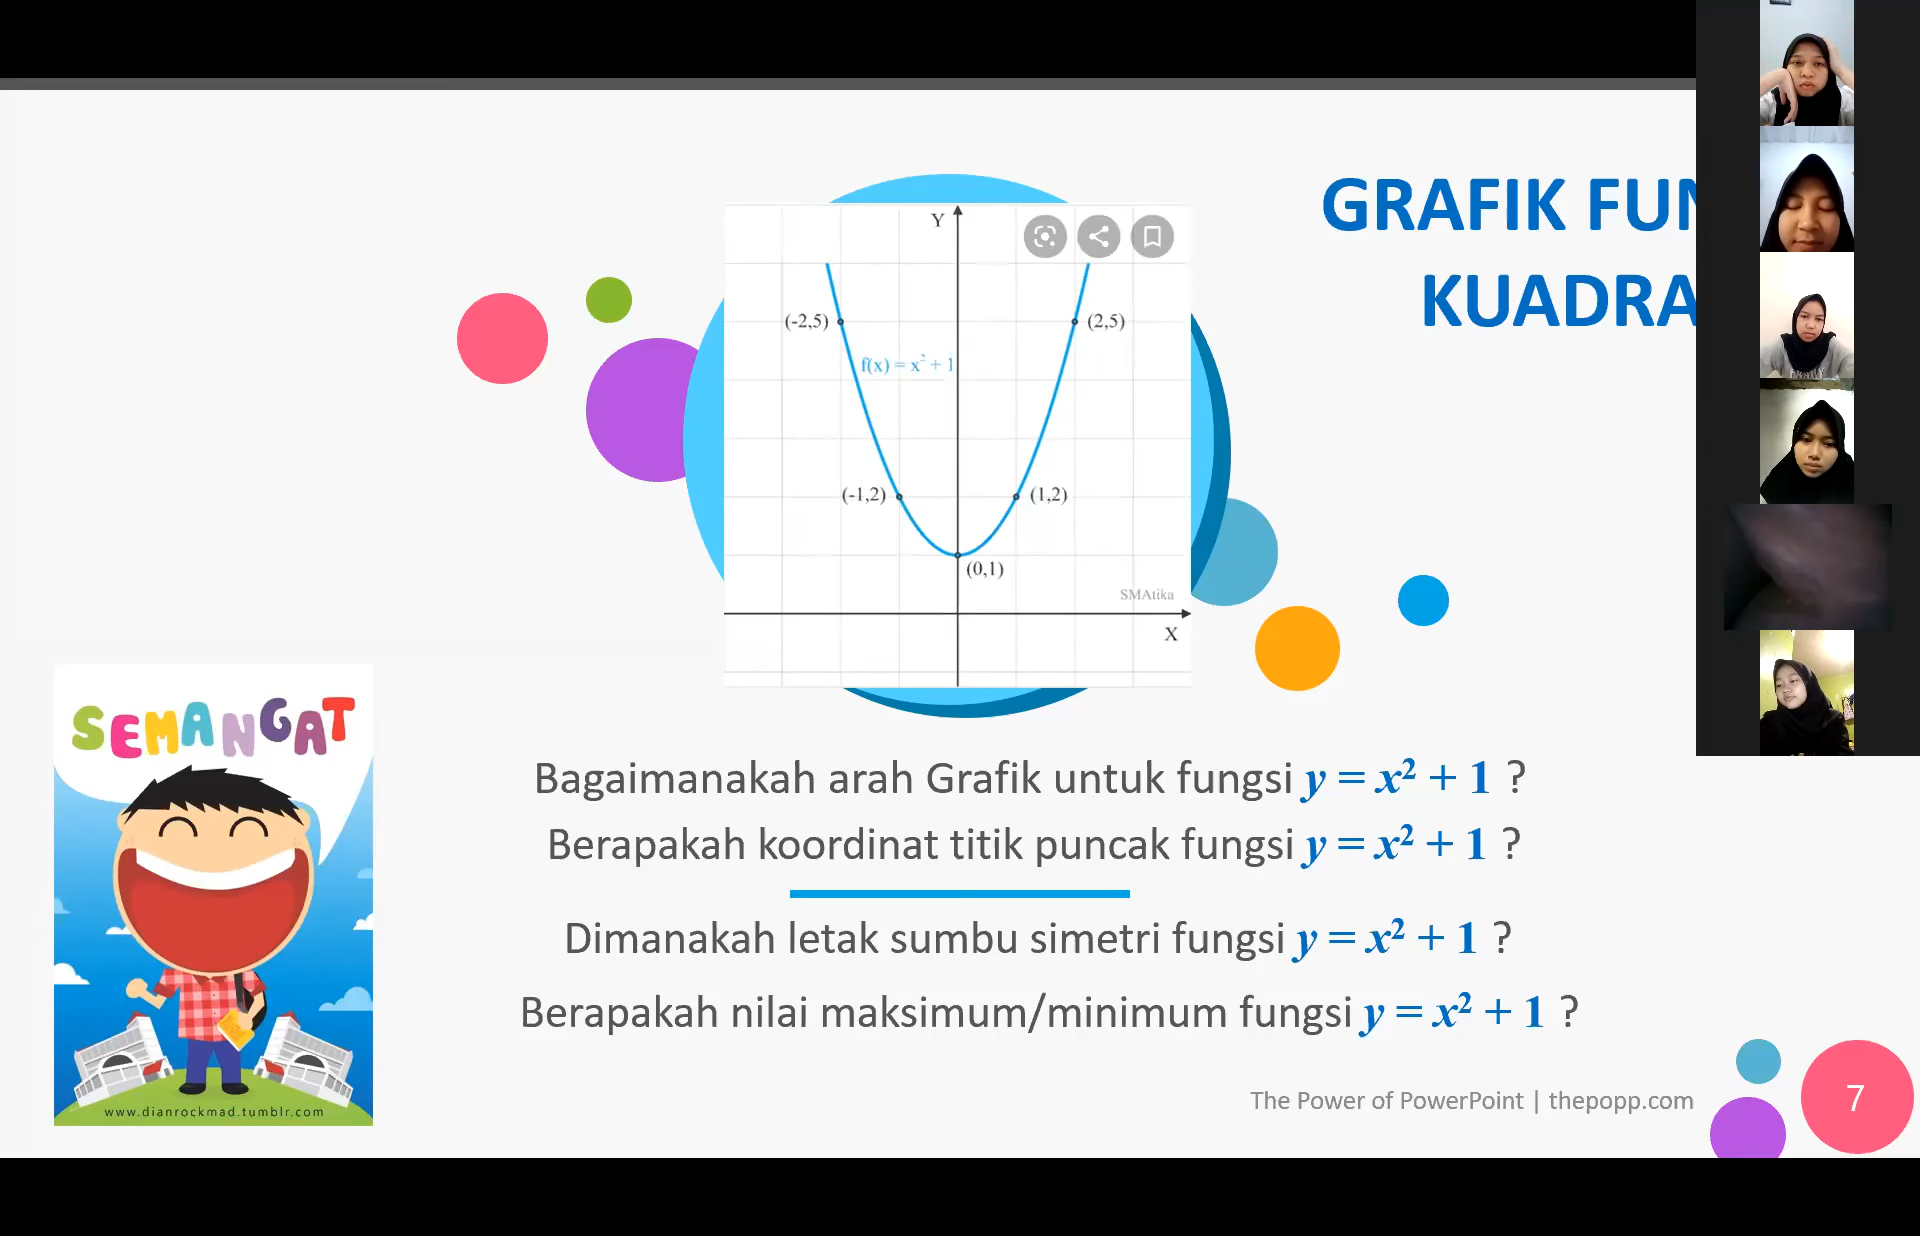 GRAFIK FUN
KUADRA
Y
(-2,5)
(2,5)
f(x) = x² + 1
(-1,2)
(1,2)
(0,1)
SMAtika
X
SEMANGAT
www.dianrockmad.tumblr.com
Bagaimanakah arah Grafik untuk fungsi y = x² + 1 ?
Berapakah koordinat titik puncak fungsi y = x² + 1 ?
Dimanakah letak sumbu simetri fungsi y = x² + 1 ?
Berapakah nilai maksimum/minimum fungsi y = x² + 1 ?
The Power of PowerPoint | thepopp.com
7